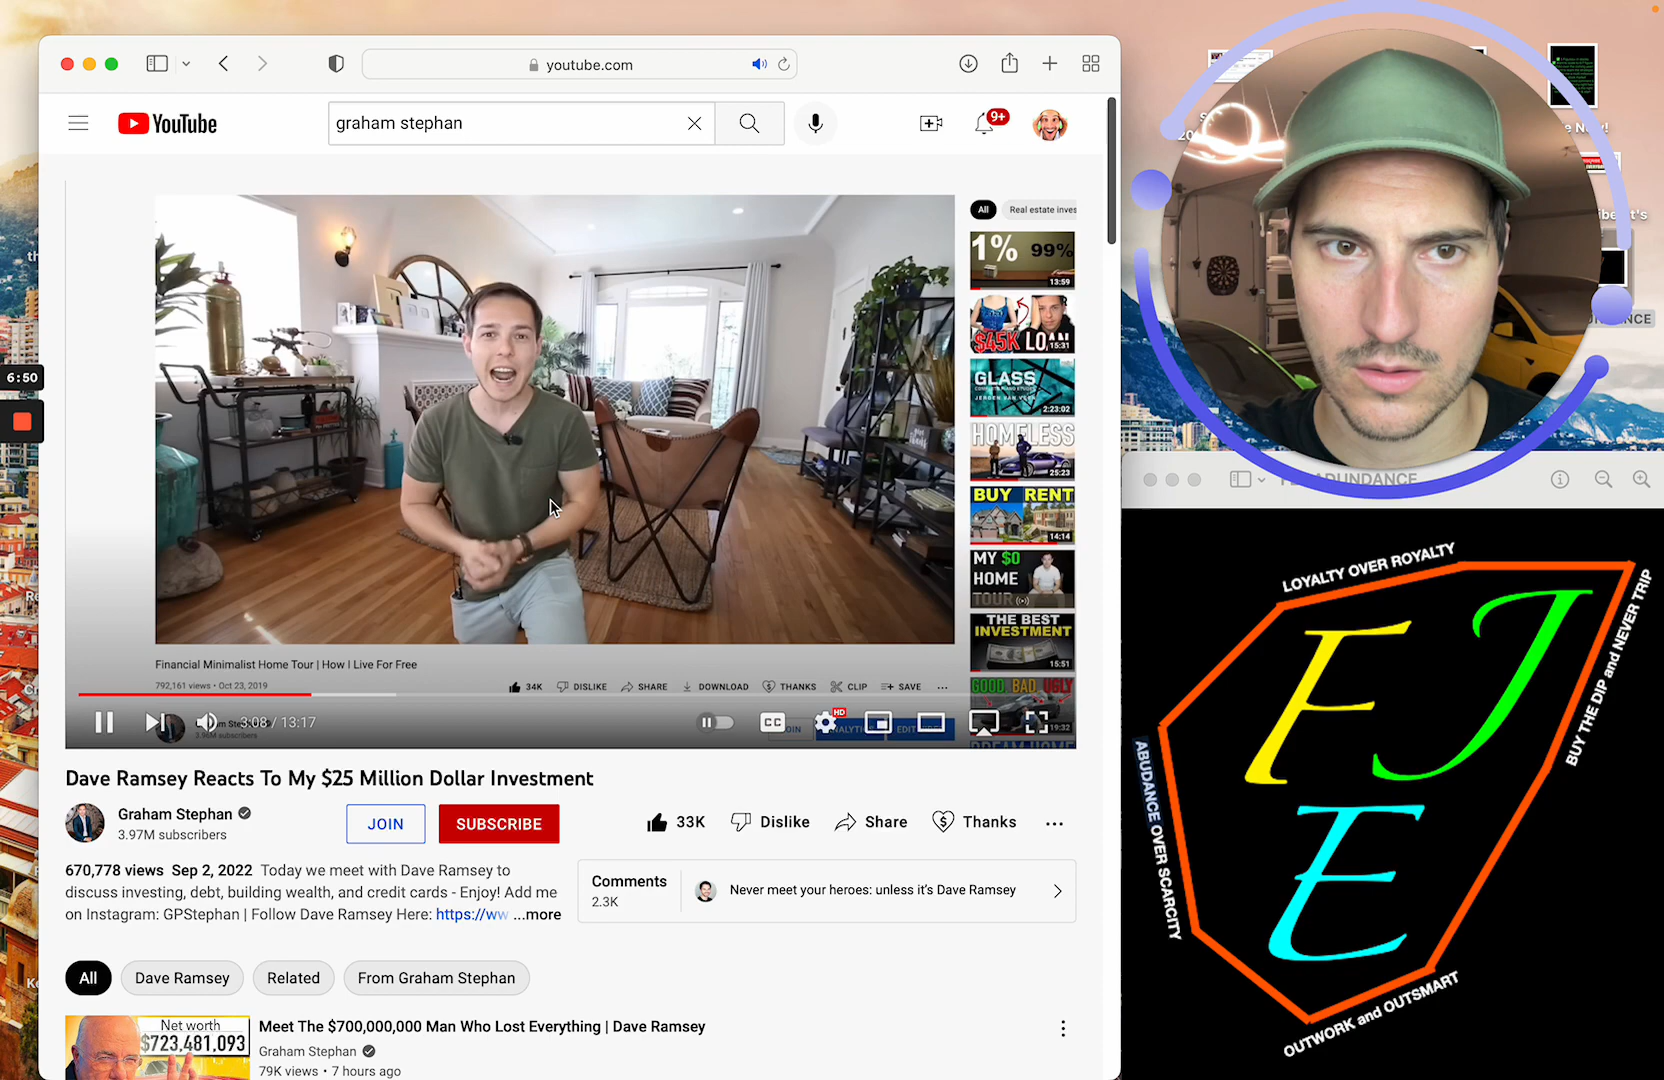 youtube.com
YouTube
graham stephan
9+
All
Real estate inves
1% 99%
13:59
$45K LOAN
15:31
GLASS
JEROEN VAN VEEN
2:23:02
HOMELESS
25:23
BUY RENT
14:14
MY $0
HOME
TOUR
THE BEST
INVESTMENT
15:51
GOOD BAD UGLY
19:32
6:50
Financial Minimalist Home Tour | How I Live For Free
792,161 views • Oct 23, 2019
34K DISLIKE SHARE DOWNLOAD THANKS CLIP SAVE ...
3:08 / 13:17
CC
HD
Dave Ramsey Reacts To My $25 Million Dollar Investment
Graham Stephan
3.97M subscribers
JOIN
SUBSCRIBE
33K
Dislike
Share
Thanks
...
670,778 views Sep 2, 2022 Today we meet with Dave Ramsey to
discuss investing, debt, building wealth, and credit cards - Enjoy! Add me
on Instagram: GPStephan | Follow Dave Ramsey Here: https://ww ...more
Comments
2.3K
Never meet your heroes: unless it's Dave Ramsey
All
Dave Ramsey
Related
From Graham Stephan
Net worth
$723,481,093
Meet The $700,000,000 Man Who Lost Everything | Dave Ramsey
Graham Stephan
79K views • 7 hours ago
LOYALTY OVER ROYALTY
BUY THE DIP and NEVER TRIP
ABUDANCE OVER SCARCITY
OUTWORK and OUTSMART
F J
E